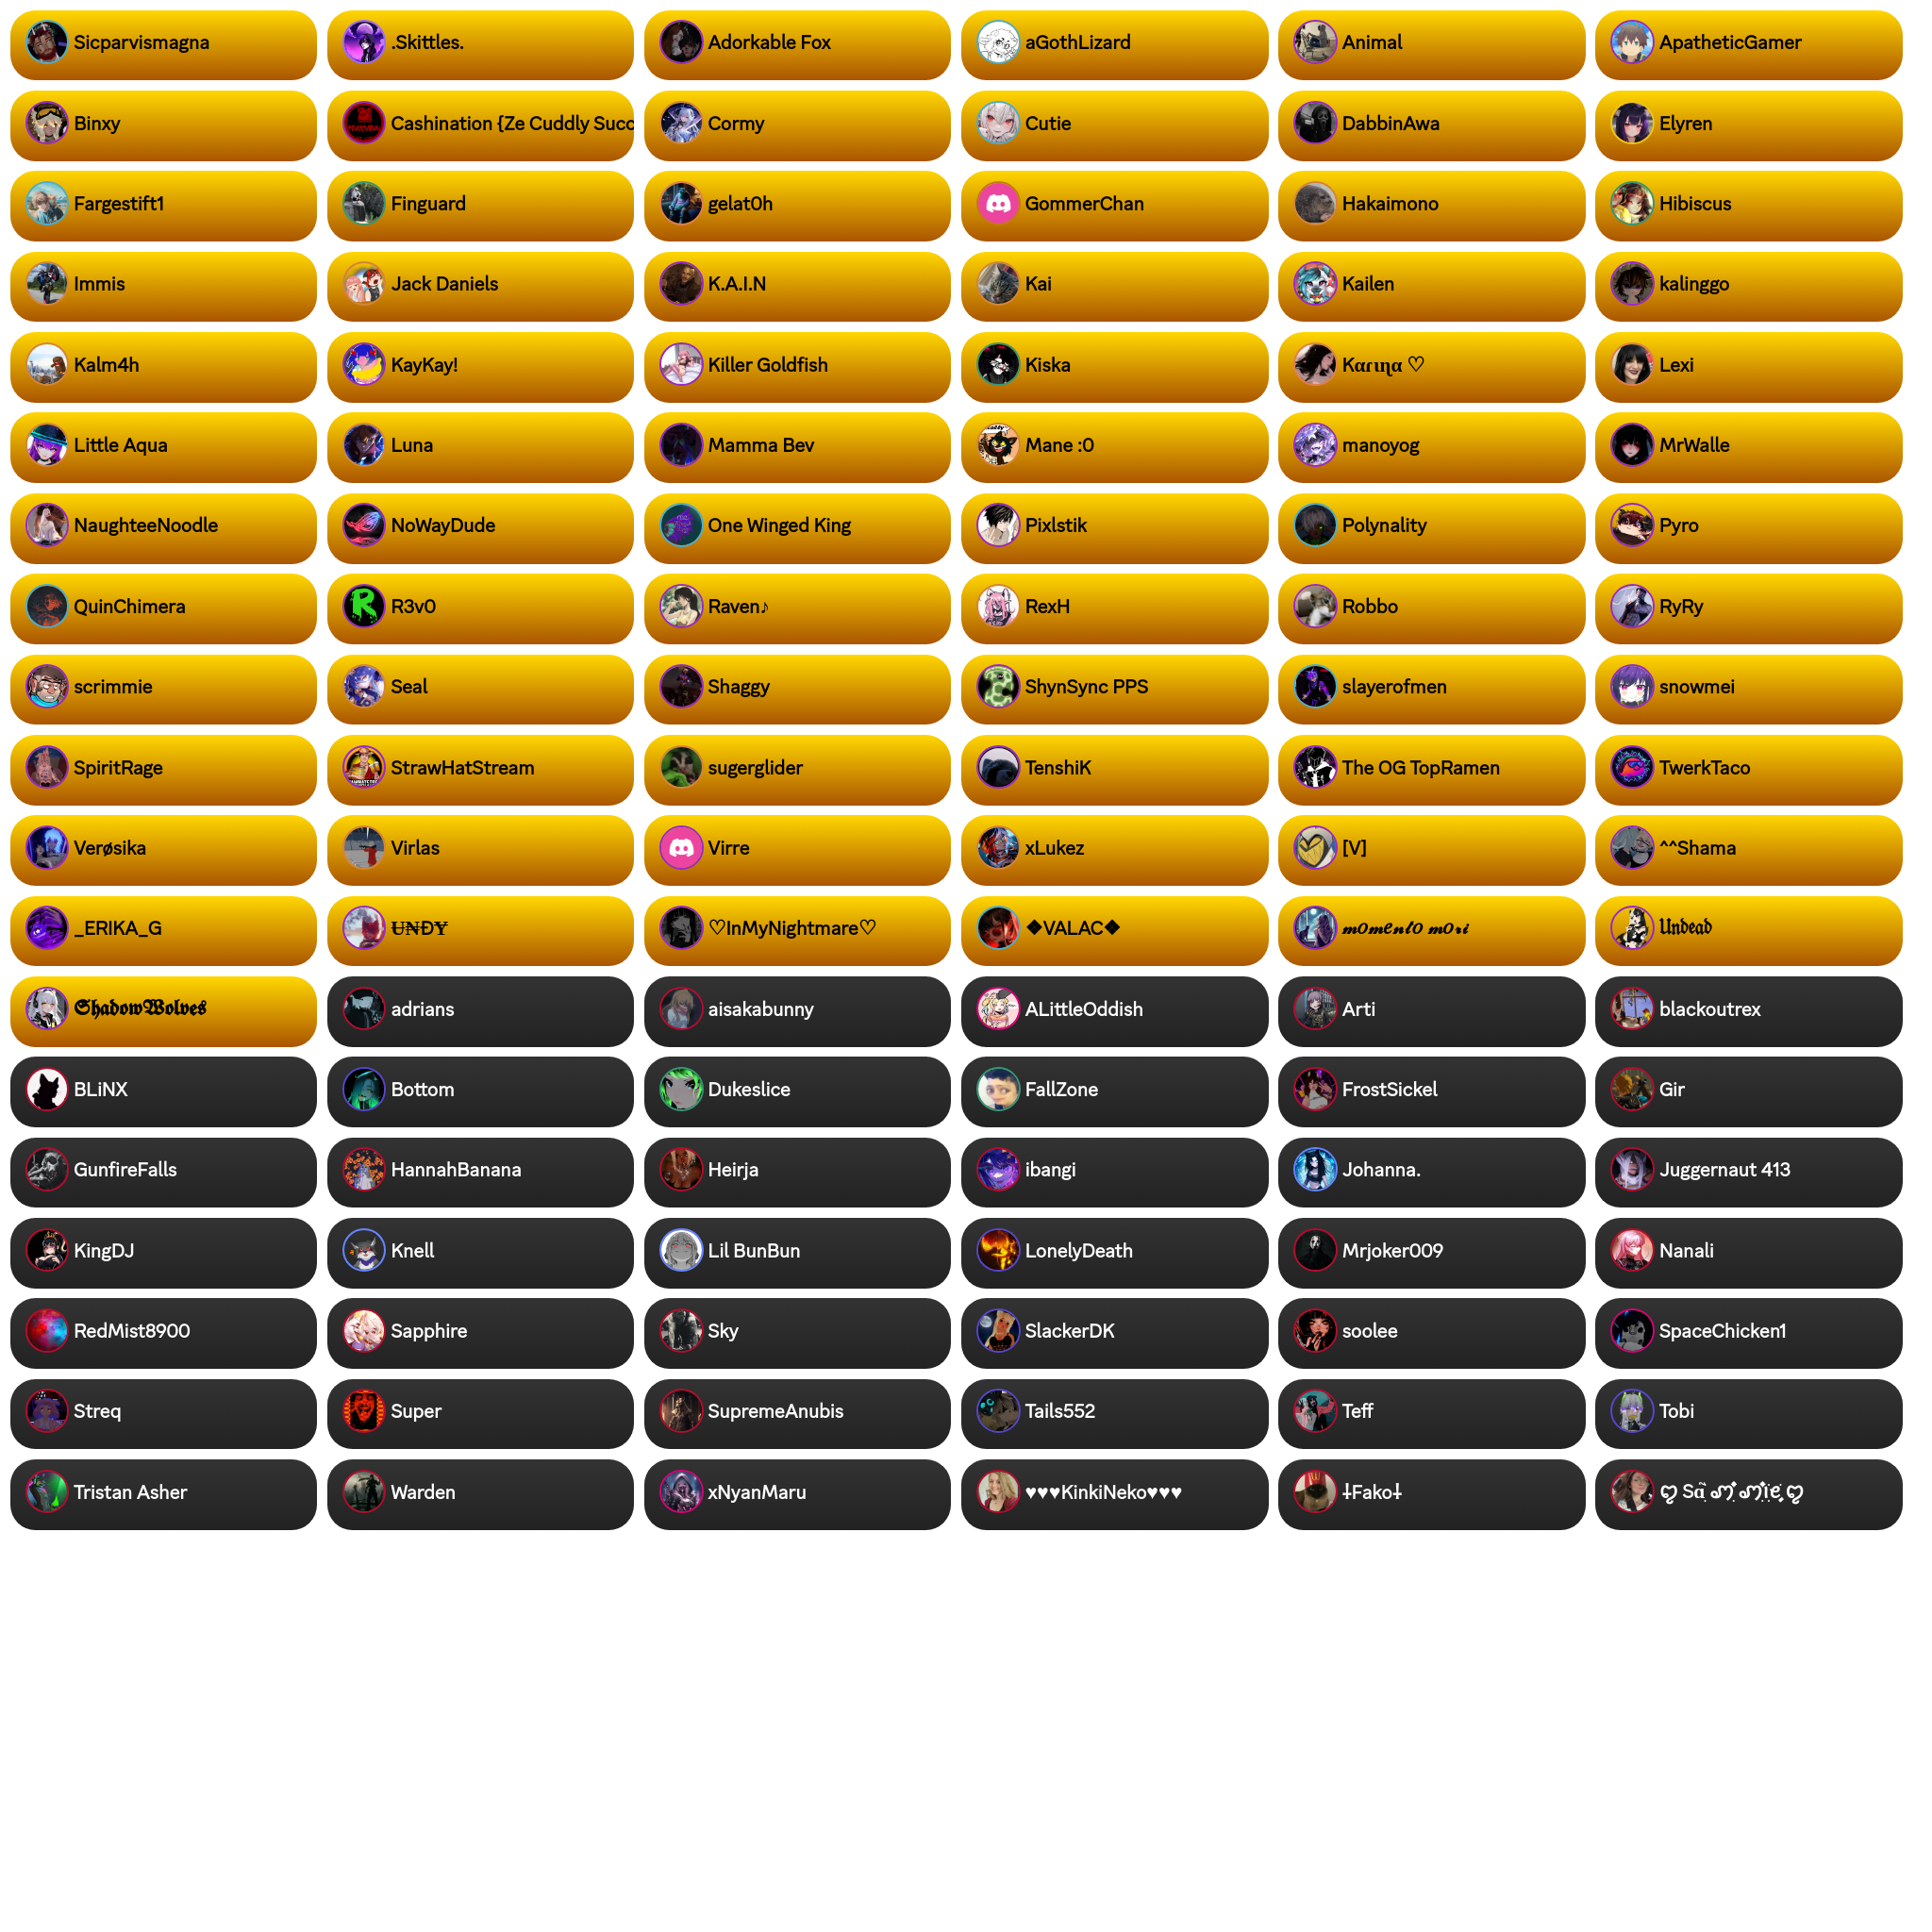 Sicparvismagna
.Skittles.
Adorkable Fox
aGothLizard
Animal
ApatheticGamer
Binxy
Cashination {Ze Cuddly Succ
Cormy
Cutie
DabbinAwa
Elyren
Fargestift1
Finguard
gelat0h
GommerChan
Hakaimono
Hibiscus
Immis
Jack Daniels
K.A.I.N
Kai
Kailen
kalinggo
Kalm4h
KayKay!
Killer Goldfish
Kiska
Kαɾιɳα ♡
Lexi
Little Aqua
Luna
Mamma Bev
Mane :0
manoyog
MrWalle
NaughteeNoodle
NoWayDude
One Winged King
Pixlstik
Polynality
Pyro
QuinChimera
R3v0
Raven♪
RexH
Robbo
RyRy
scrimmie
Seal
Shaggy
ShynSync PPS
slayerofmen
snowmei
SpiritRage
StrawHatStream
sugerglider
TenshiK
The OG TopRamen
TwerkTaco
Verøsika
Virlas
Virre
xLukez
[V]
^^Shama
_ERIKA_G
Ʉ₦ĐɎ
♡InMyNightmare♡
❖VALAC❖
𝓶𝓸𝓶𝓮𝓷𝓽𝓸 𝓶𝓸𝓻𝓲
𝔘𝔫𝔡𝔢𝔞𝔡
𝕾𝖍𝖆𝖉𝖔𝖜𝖂𝖔𝖑𝖛𝖊𝖘
adrians
aisakabunny
ALittleOddish
Arti
blackoutrex
BLiNX
Bottom
Dukeslice
FallZone
FrostSickel
Gir
GunfireFalls
HannahBanana
Heirja
ibangi
Johanna.
Juggernaut 413
KingDJ
Knell
Lil BunBun
LonelyDeath
Mrjoker009
Nanali
RedMist8900
Sapphire
Sky
SlackerDK
soolee
SpaceChicken1
Streq
Super
SupremeAnubis
Tails552
Teff
Tobi
Tristan Asher
Warden
xNyanMaru
♥♥♥KinkiNeko♥♥♥
⸸Fako⸸